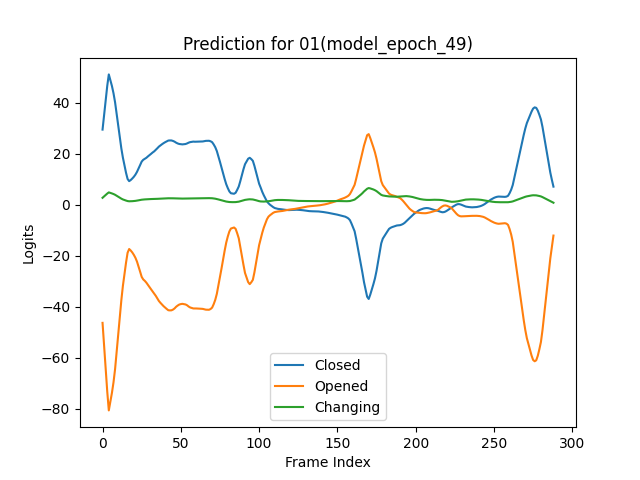 Prediction for 01(model_epoch_49)
40
20
0
−20
−40
−60
−80
Logits
Closed
Opened
Changing
0 50 100 150 200 250 300
Frame Index